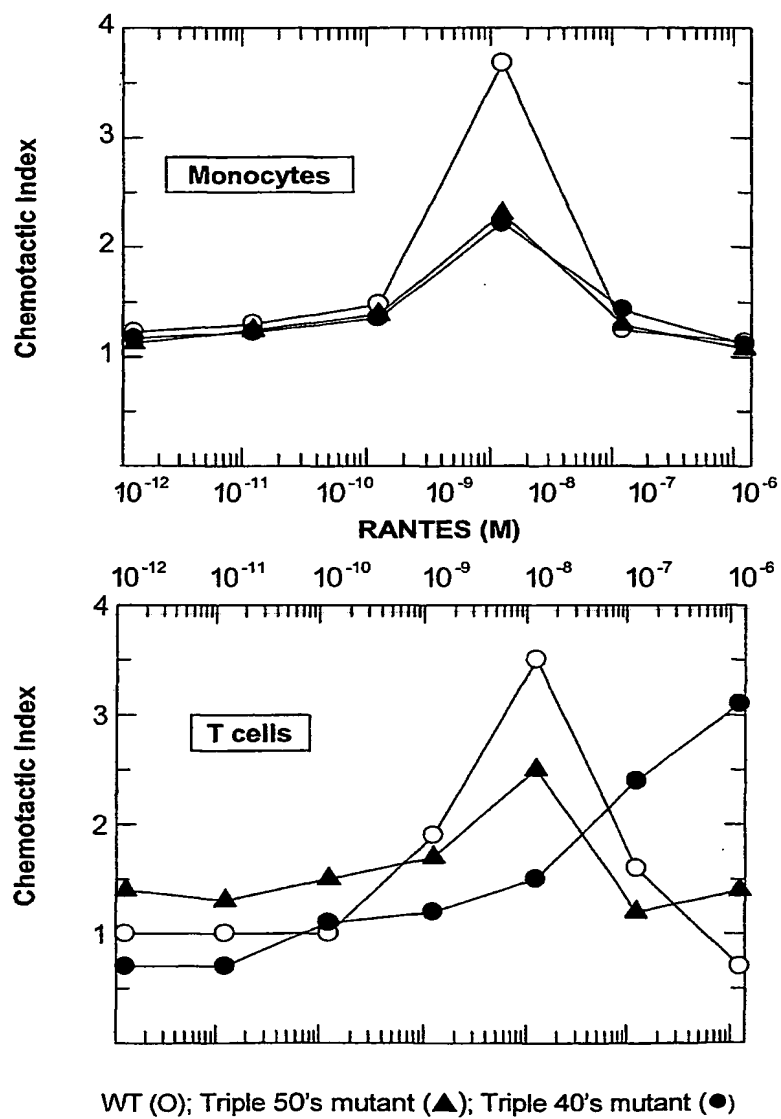 4
3
2
1
Chemotactic Index
Monocytes
10⁻¹² 10⁻¹¹ 10⁻¹⁰ 10⁻⁹ 10⁻⁸ 10⁻⁷ 10⁻⁶
RANTES (M)
10⁻¹² 10⁻¹¹ 10⁻¹⁰ 10⁻⁹ 10⁻⁸ 10⁻⁷ 10⁻⁶
4
3
2
1
Chemotactic Index
T cells
WT (O); Triple 50's mutant (▲); Triple 40's mutant (●)